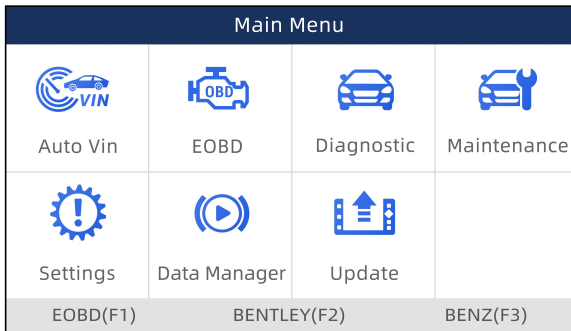 Main Menu
VIN OBD
Auto Vin EOBD Diagnostic Maintenance
Settings Data Manager Update
EOBD(F1) BENTLEY(F2) BENZ(F3)